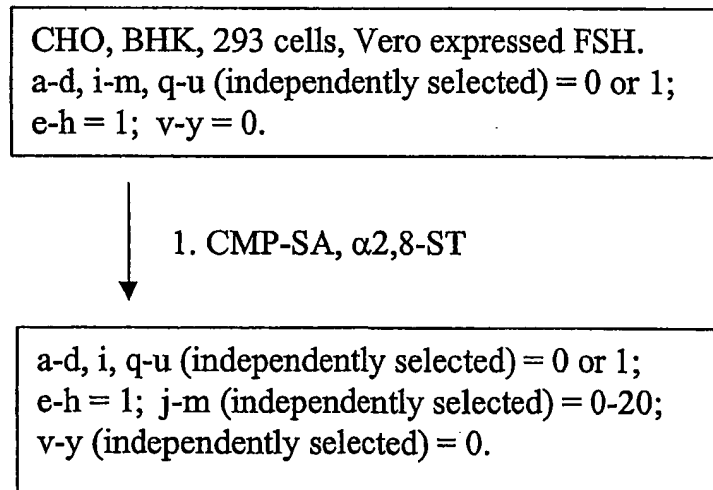 CHO, BHK, 293 cells, Vero expressed FSH.
a-d, i-m, q-u (independently selected) = 0 or 1;
e-h = 1; v-y = 0.
1. CMP-SA, α2,8-ST
a-d, i, q-u (independently selected) = 0 or 1;
e-h = 1; j-m (independently selected) = 0-20;
v-y (independently selected) = 0.